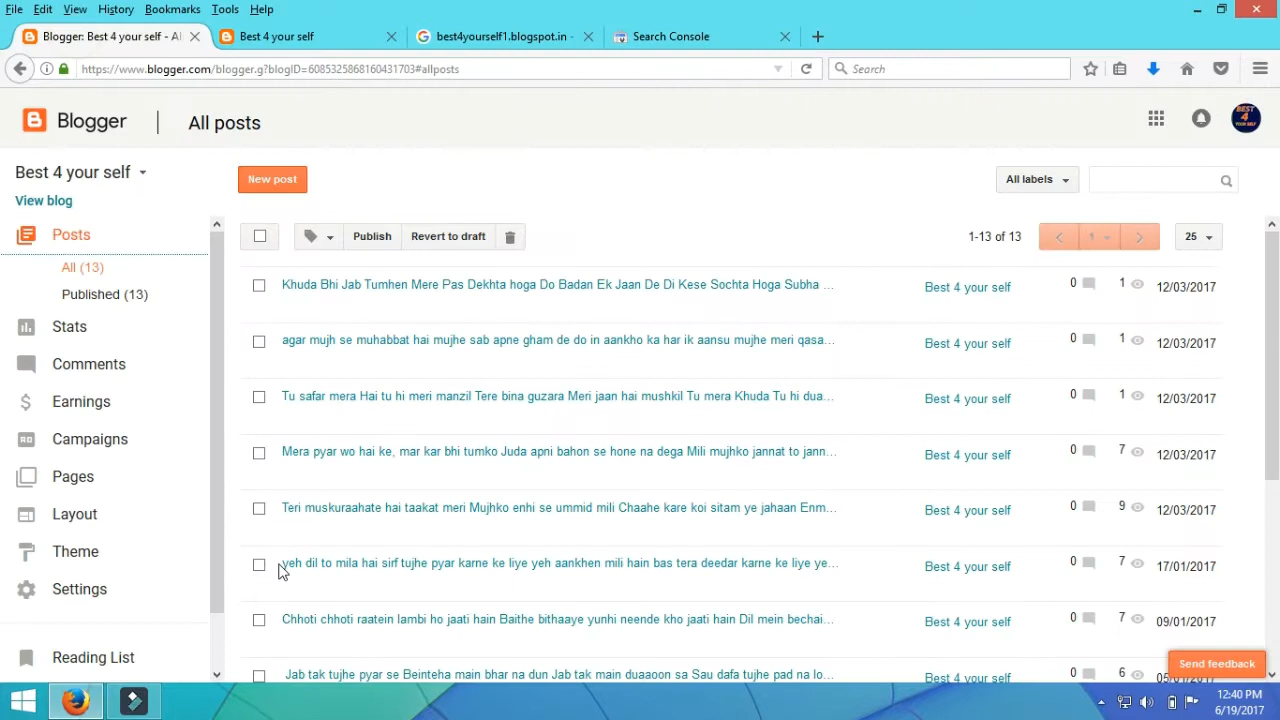 File Edit View History Bookmarks Tools Help
Blogger: Best 4 your self - Al
Best 4 your self
best4yourself1.blogspot.in -
Search Console
https://www.blogger.com/blogger.g?blogID=6085325868160431703#allposts
Search
Blogger All posts
BEST 4 YOUR SELF
Best 4 your self
New post
All labels
View blog
Posts
Publish Revert to draft
1-13 of 13
1
25
All (13)
Published (13)
Stats
Comments
Earnings
Campaigns
Pages
Layout
Theme
Settings
Reading List
Khuda Bhi Jab Tumhen Mere Pas Dekhta hoga Do Badan Ek Jaan De Di Kese Sochta Hoga Subha ... Best 4 your self 0 1 12/03/2017
agar mujh se muhabbat hai mujhe sab apne gham de do in aankho ka har ik aansu mujhe meri qasa... Best 4 your self 0 1 12/03/2017
Tu safar mera Hai tu hi meri manzil Tere bina guzara Meri jaan hai mushkil Tu mera Khuda Tu hi dua... Best 4 your self 0 1 12/03/2017
Mera pyar wo hai ke, mar kar bhi tumko Juda apni bahon se hone na dega Mili mujhko jannat to jann... Best 4 your self 0 7 12/03/2017
Teri muskuraahate hai taakat meri Mujhko enhi se ummid mili Chaahe kare koi sitam ye jahaan Enm... Best 4 your self 0 9 12/03/2017
yeh dil to mila hai sirf tujhe pyar karne ke liye yeh aankhen mili hain bas tera deedar karne ke liye ye... Best 4 your self 0 7 17/01/2017
Chhoti chhoti raatein lambi ho jaati hain Baithe bithaaye yunhi neende kho jaati hain Dil mein bechai... Best 4 your self 0 7 09/01/2017
Jab tak tujhe pyar se Beinteha main bhar na dun Jab tak main duaaoon sa Sau dafa tujhe pad na lo... Best 4 your self 0 6
Send feedback
12:40 PM
6/19/2017